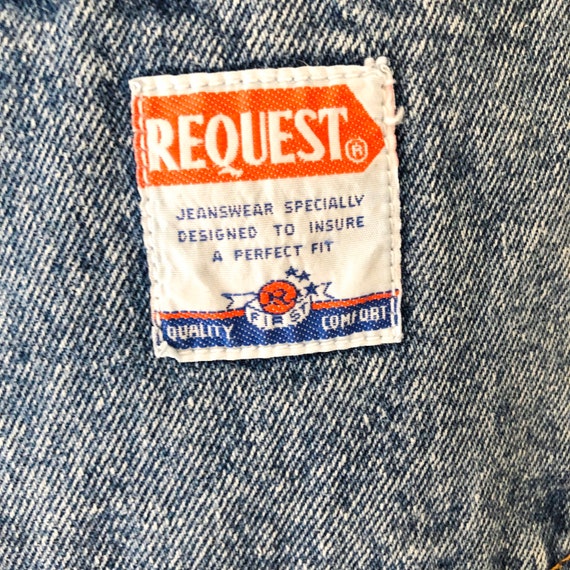 REQUEST®
JEANSWEAR SPECIALLY
DESIGNED TO INSURE
A PERFECT FIT
R
FIRST
QUALITY COMFORT